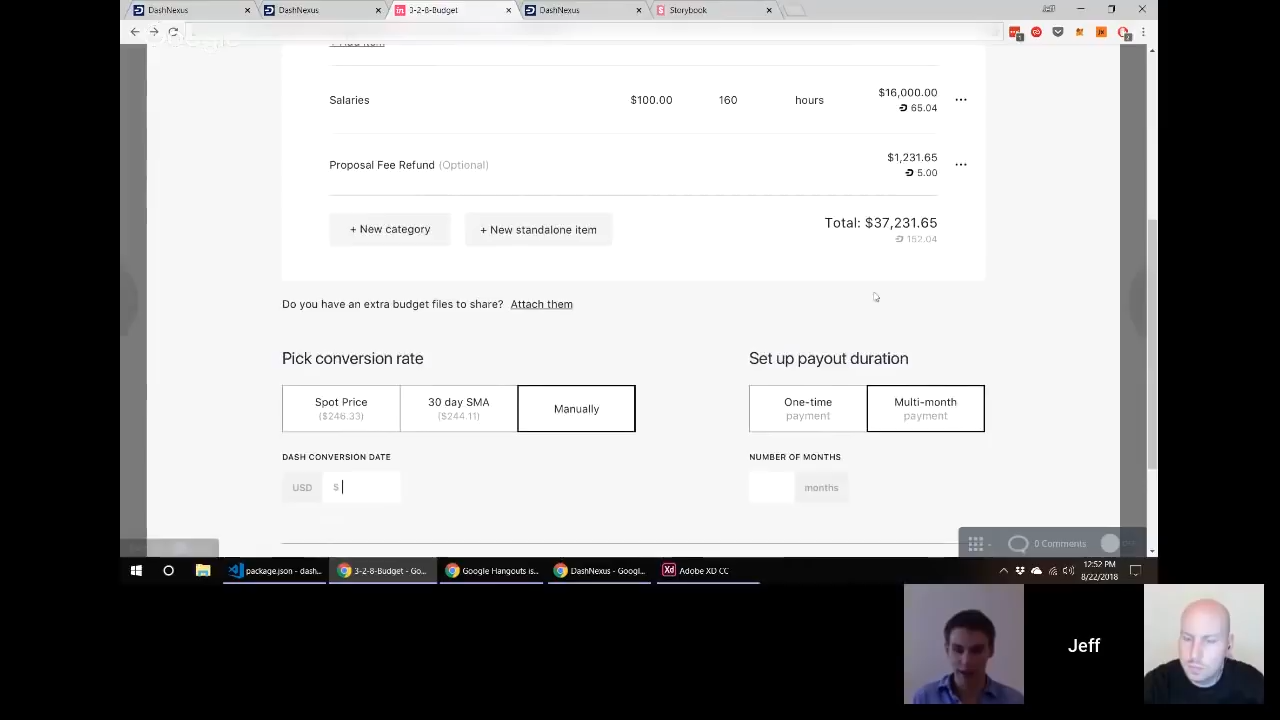 DashNexus
DashNexus
3-2-8-Budget
DashNexus
Storybook
+ Add item
Salaries $100.00 160 hours $16,000.00
65.04
Proposal Fee Refund (Optional) $1,231.65
5.00
+ New category + New standalone item Total: $37,231.65
152.04
Do you have an extra budget files to share? Attach them
Pick conversion rate Set up payout duration
Spot Price 30 day SMA Manually One-time Multi-month
($246.33) ($244.11) payment payment
DASH CONVERSION DATE NUMBER OF MONTHS
USD $ months
0 Comments
package.json - dash... 3-2-8-Budget - Go... Google Hangouts is... DashNexus - Googl... Adobe XD CC
12:52 PM
8/22/2018
Jeff